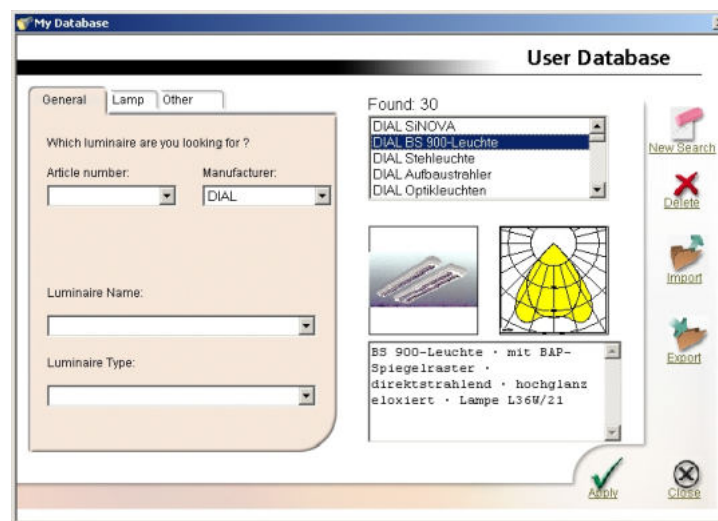 My Database
User Database
General
Lamp
Other
Which luminaire are you looking for ?
Article number:
Manufacturer:
DIAL
Luminaire Name:
Luminaire Type:
Found: 30
DIAL SiNOVA
DIAL BS 900-Leuchte
DIAL Stehleuchte
DIAL Aufbaustrahler
DIAL Optikleuchten
BS 900-Leuchte · mit BAP-
Spiegelraster ·
direktstrahlend · hochglanz
eloxiert · Lampe L36W/21
New Search
Delete
Import
Export
Apply
Close